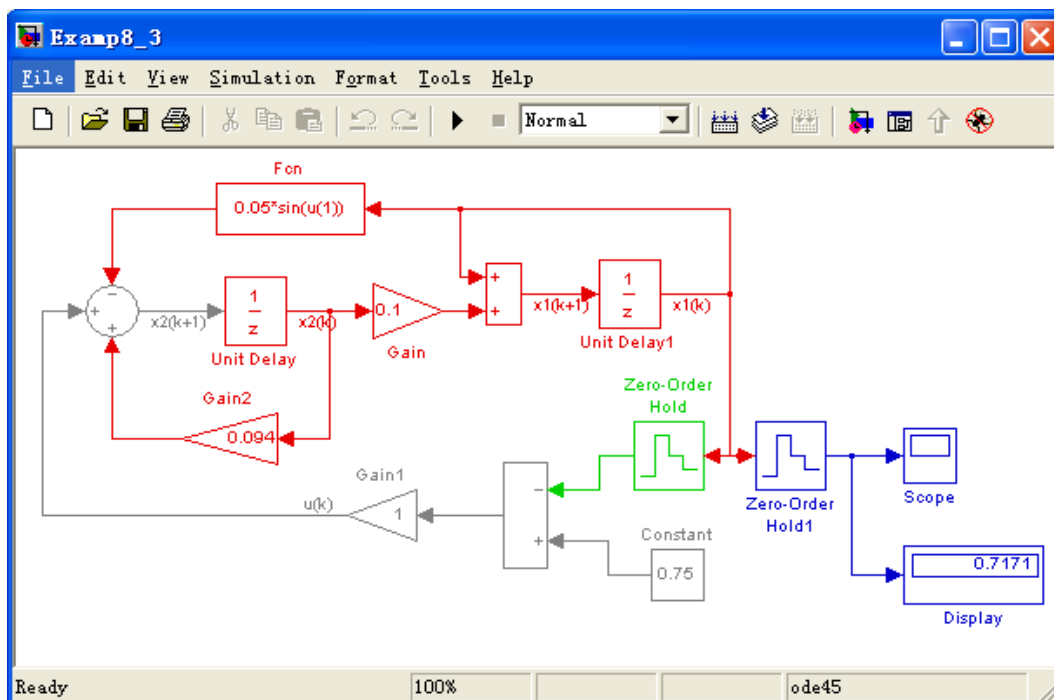 Examp8_3
File Edit View Simulation Format Tools Help
Normal
Fcn
0.05*sin(u(1))
−
+
+
x2(k+1)
1
z
x2(k)
Unit Delay
0.1
Gain
+
+
x1(k+1)
1
z
x1(k)
Unit Delay1
Gain2
0.094
Zero-Order
Hold
Zero-Order
Hold1
Scope
Gain1
u(k)
1
−
+
Constant
0.75
0.7171
Display
Ready 100% ode45